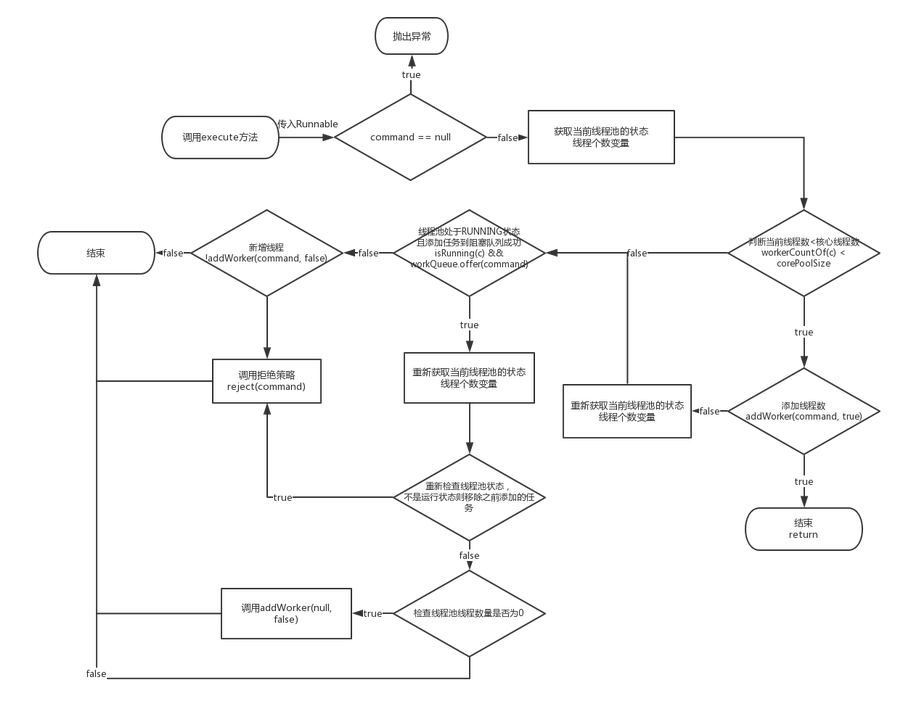 抛出异常
true
调用execute方法
传入Runnable
command == null
false
获取当前线程池的状态
线程个数变量
结束
false
新增线程
!addWorker(command, false)
false
线程池处于RUNNING状态
且添加任务到阻塞队列成功
isRunning(c) &&
workQueue.offer(command)
false
判断当前线程数<核心线程数
workerCountOf(c) <
corePoolSize
true
true
调用拒绝策略
reject(command)
重新获取当前线程池的状态
线程个数变量
重新获取当前线程池的状态
线程个数变量
false
添加线程数
addWorker(command, true)
true
true
重新检查线程池状态，
不是运行状态则移除之前添加的任
务
结束
return
false
调用addWorker(null,
false)
true
检查线程池线程数量是否为0
false